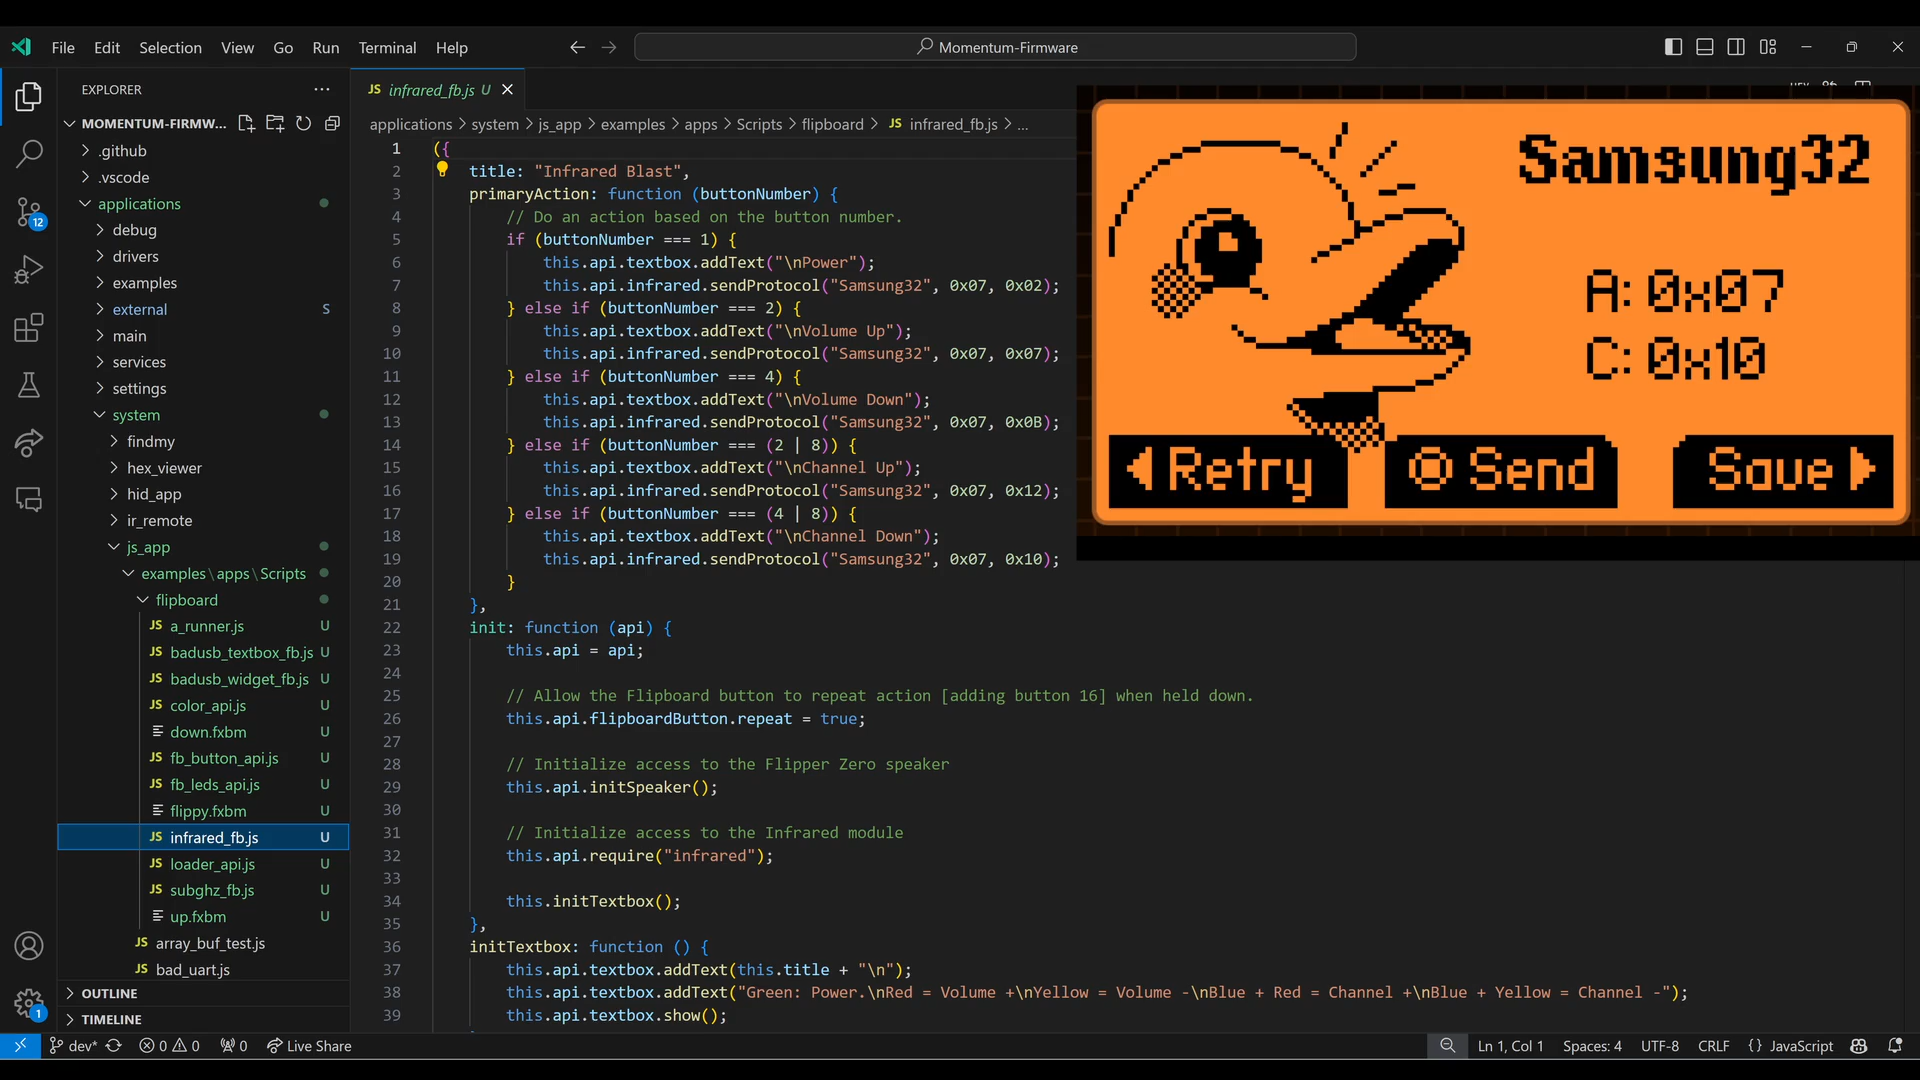 File Edit Selection View Go Run Terminal Help
Momentum-Firmware
EXPLORER
MOMENTUM-FIRMW...
.github
.vscode
applications
debug
drivers
examples
external S
main
services
settings
system
findmy
hex_viewer
hid_app
ir_remote
js_app
examples\apps\Scripts
flipboard
JS a_runner.js U
JS badusb_textbox_fb.js U
JS badusb_widget_fb.js U
JS color_api.js U
down.fxbm U
JS fb_button_api.js U
JS fb_leds_api.js U
flippy.fxbm U
JS infrared_fb.js U
JS loader_api.js U
JS subghz_fb.js U
up.fxbm U
JS array_buf_test.js
JS bad_uart.js
OUTLINE
TIMELINE
12
1
JS infrared_fb.js U
applications > system > js_app > examples > apps > Scripts > flipboard > JS infrared_fb.js > ...
1 ({
2 title: "Infrared Blast",
3 primaryAction: function (buttonNumber) {
4 // Do an action based on the button number.
5 if (buttonNumber === 1) {
6 this.api.textbox.addText("\nPower");
7 this.api.infrared.sendProtocol("Samsung32", 0x07, 0x02);
8 } else if (buttonNumber === 2) {
9 this.api.textbox.addText("\nVolume Up");
10 this.api.infrared.sendProtocol("Samsung32", 0x07, 0x07);
11 } else if (buttonNumber === 4) {
12 this.api.textbox.addText("\nVolume Down");
13 this.api.infrared.sendProtocol("Samsung32", 0x07, 0x0B);
14 } else if (buttonNumber === (2 | 8)) {
15 this.api.textbox.addText("\nChannel Up");
16 this.api.infrared.sendProtocol("Samsung32", 0x07, 0x12);
17 } else if (buttonNumber === (4 | 8)) {
18 this.api.textbox.addText("\nChannel Down");
19 this.api.infrared.sendProtocol("Samsung32", 0x07, 0x10);
20 }
21 },
22 init: function (api) {
23 this.api = api;
24
25 // Allow the Flipboard button to repeat action [adding button 16] when held down.
26 this.api.flipboardButton.repeat = true;
27
28 // Initialize access to the Flipper Zero speaker
29 this.api.initSpeaker();
30
31 // Initialize access to the Infrared module
32 this.api.require("infrared");
33
34 this.initTextbox();
35 },
36 initTextbox: function () {
37 this.api.textbox.addText(this.title + "\n");
38 this.api.textbox.addText("Green: Power.\nRed = Volume +\nYellow = Volume -\nBlue + Red = Channel +\nBlue + Yellow = Channel -");
39 this.api.textbox.show();
Samsung32
A: 0x07
C: 0x10
Retry
Send
Save
dev* 0 0 0 Live Share
Ln 1, Col 1 Spaces: 4 UTF-8 CRLF {} JavaScript